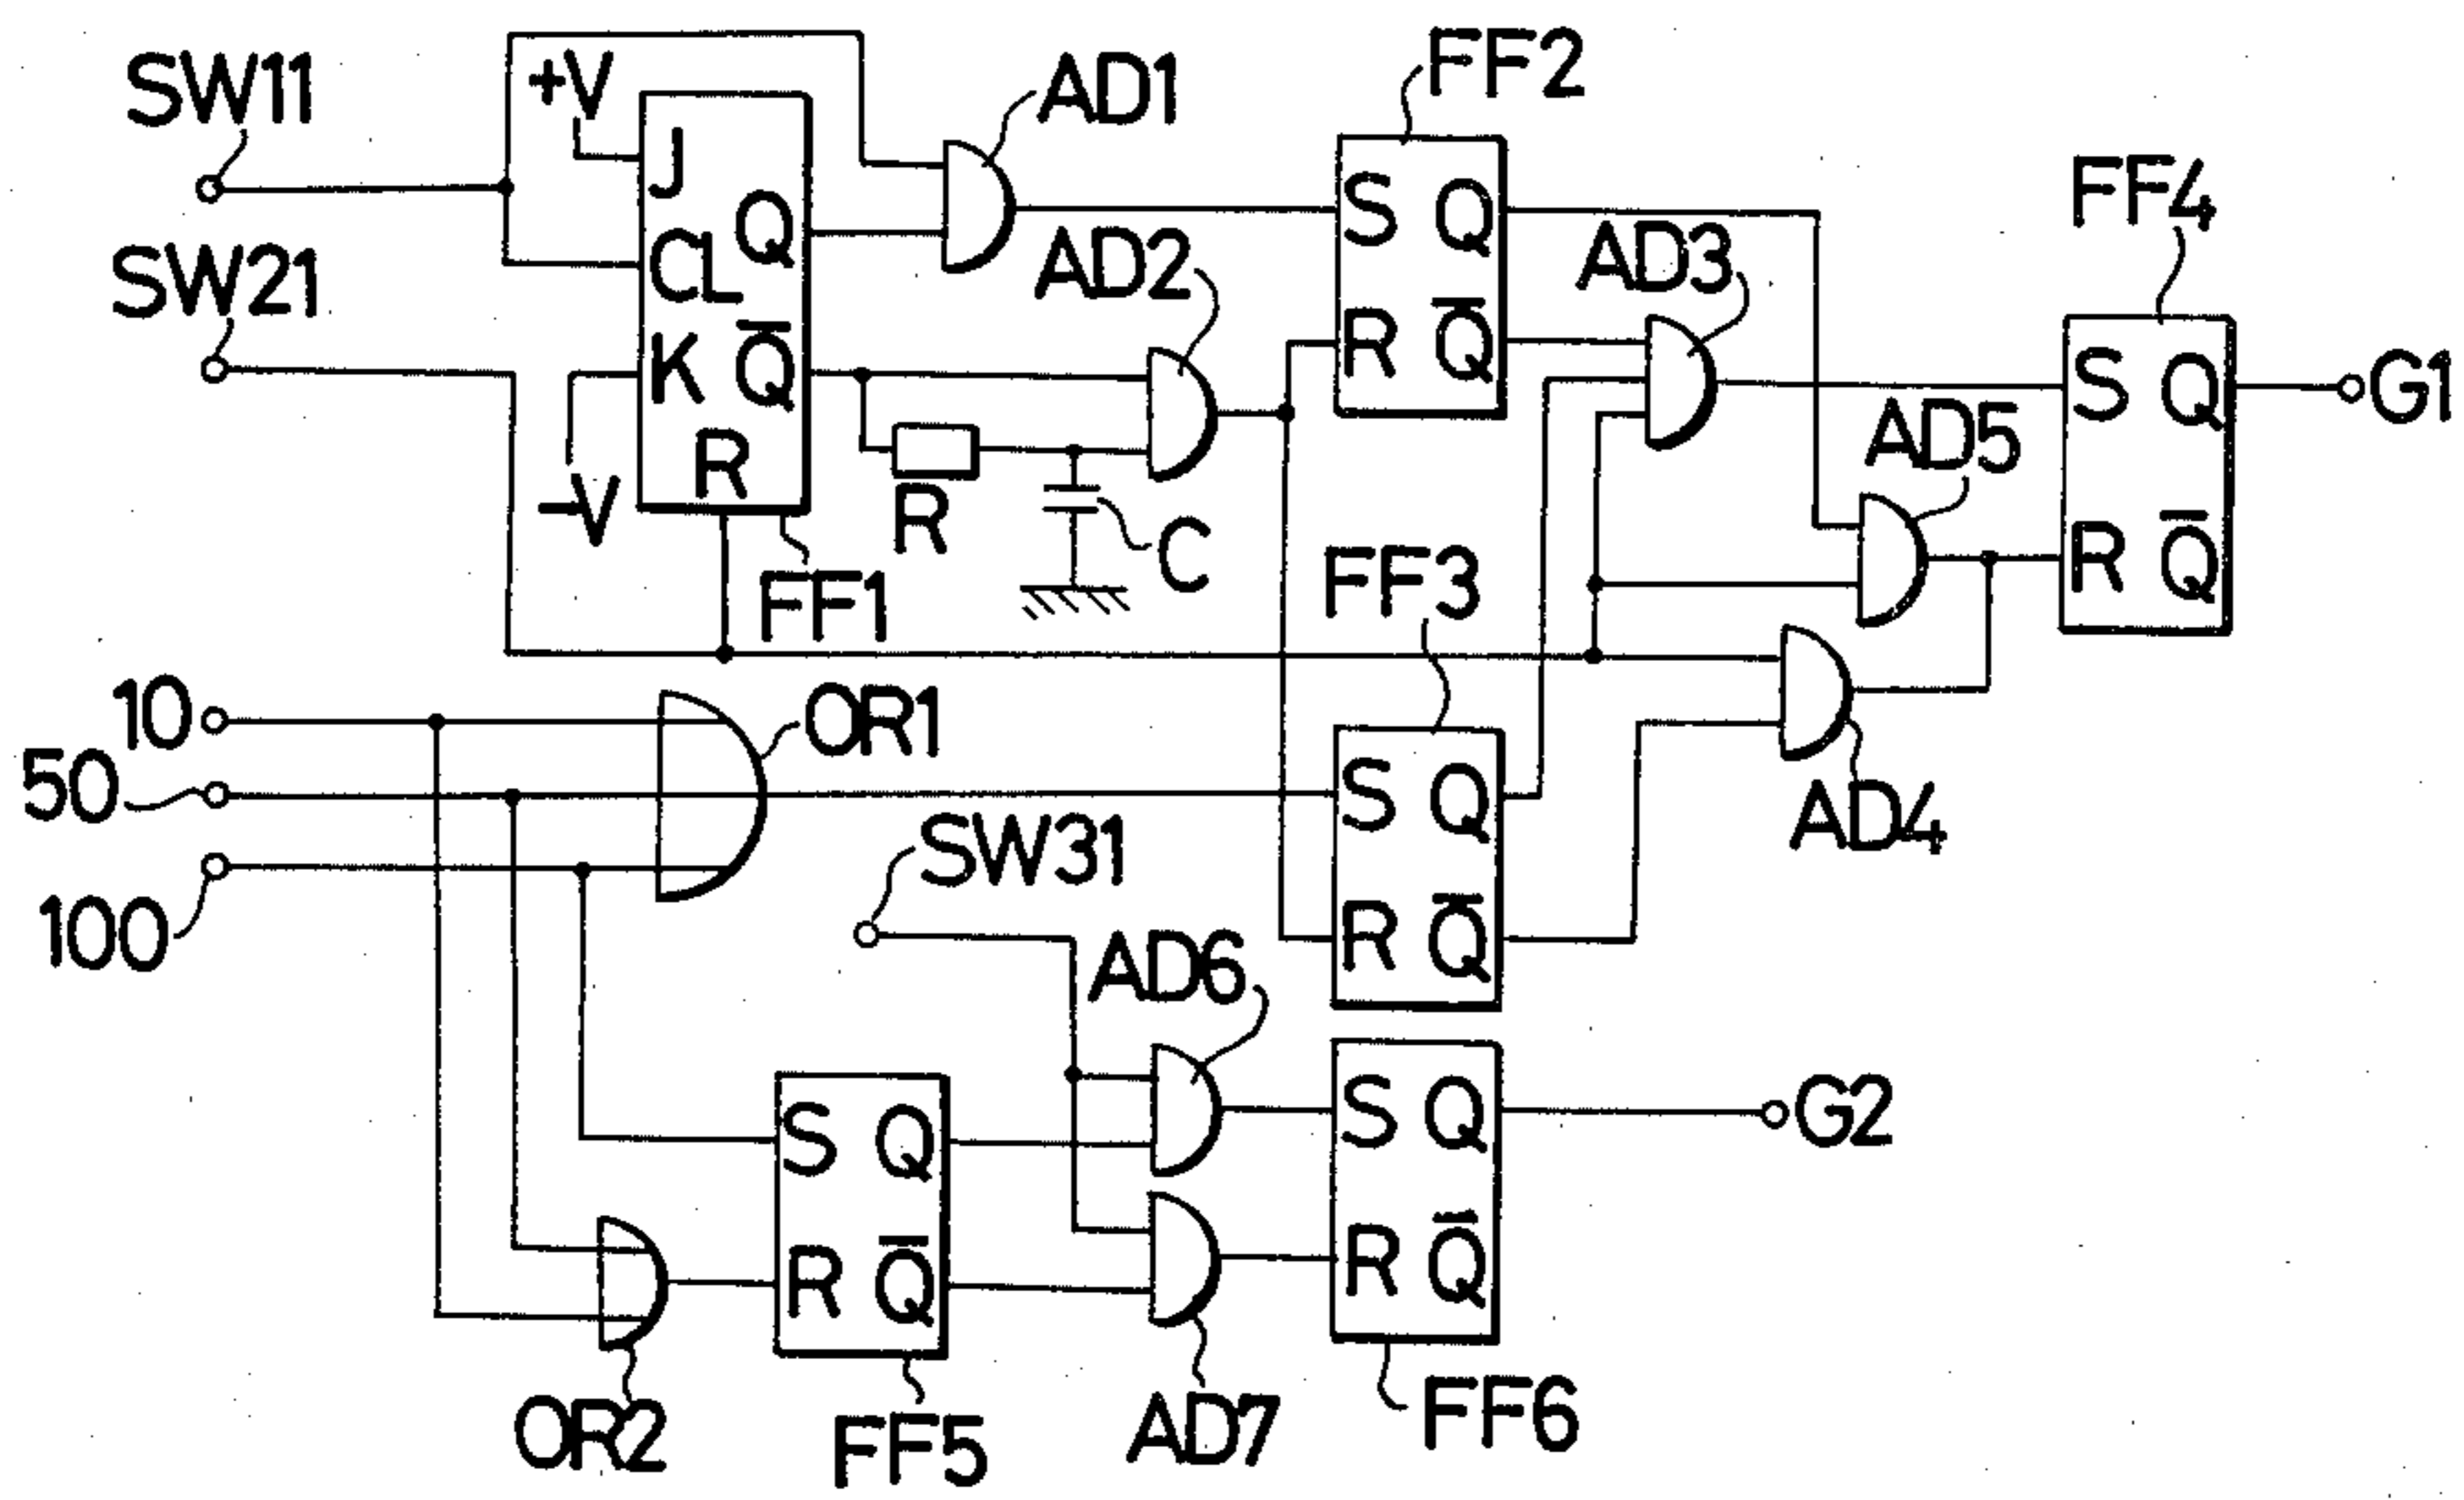 SW11
SW21
+V
J
CL
K
R
Q
Q̅
-V
FF1
AD1
AD2
R
C
FF2
S Q
R Q̅
AD3
AD5
FF4
S Q
R Q̅
G1
10
50
100
OR1
SW31
FF3
S Q
R Q̅
AD4
AD6
S Q
R Q̅
G2
S Q
R Q̅
OR2
FF5
AD7
FF6